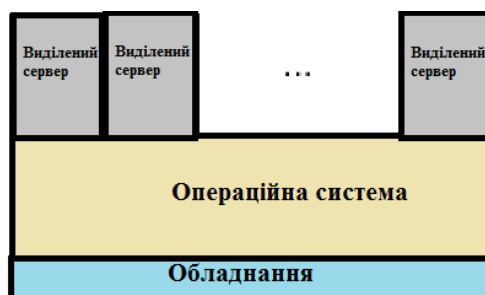 Виділений
сервер
Виділений
сервер
...
Виділений
сервер
Операційна система
Обладнання